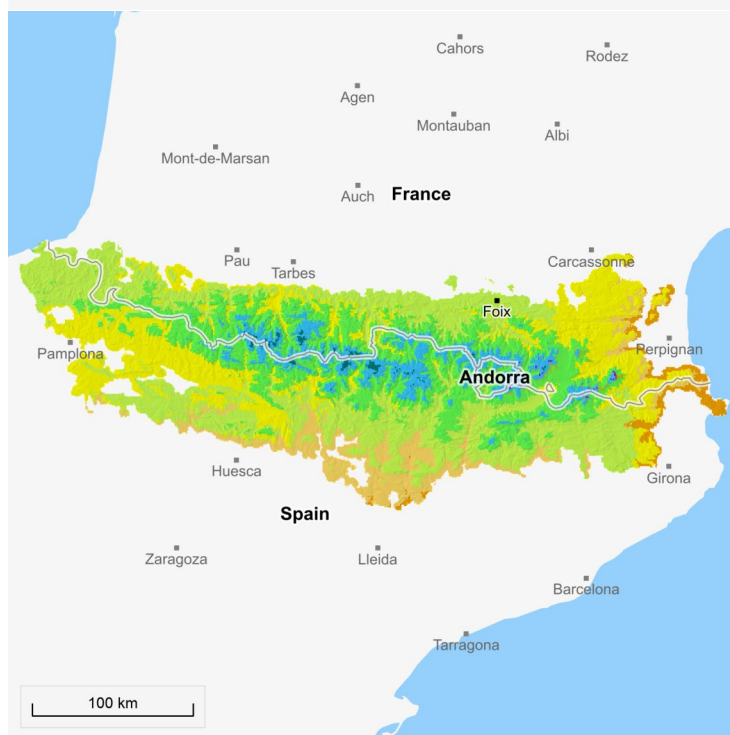 Cahors
Rodez
Agen
Montauban
Albi
Mont-de-Marsan
Auch
France
Pau
Tarbes
Carcassonne
Foix
Pamplona
Perpignan
Andorra
Huesca
Girona
Spain
Zaragoza
Lleida
Barcelona
Tarragona
100 km